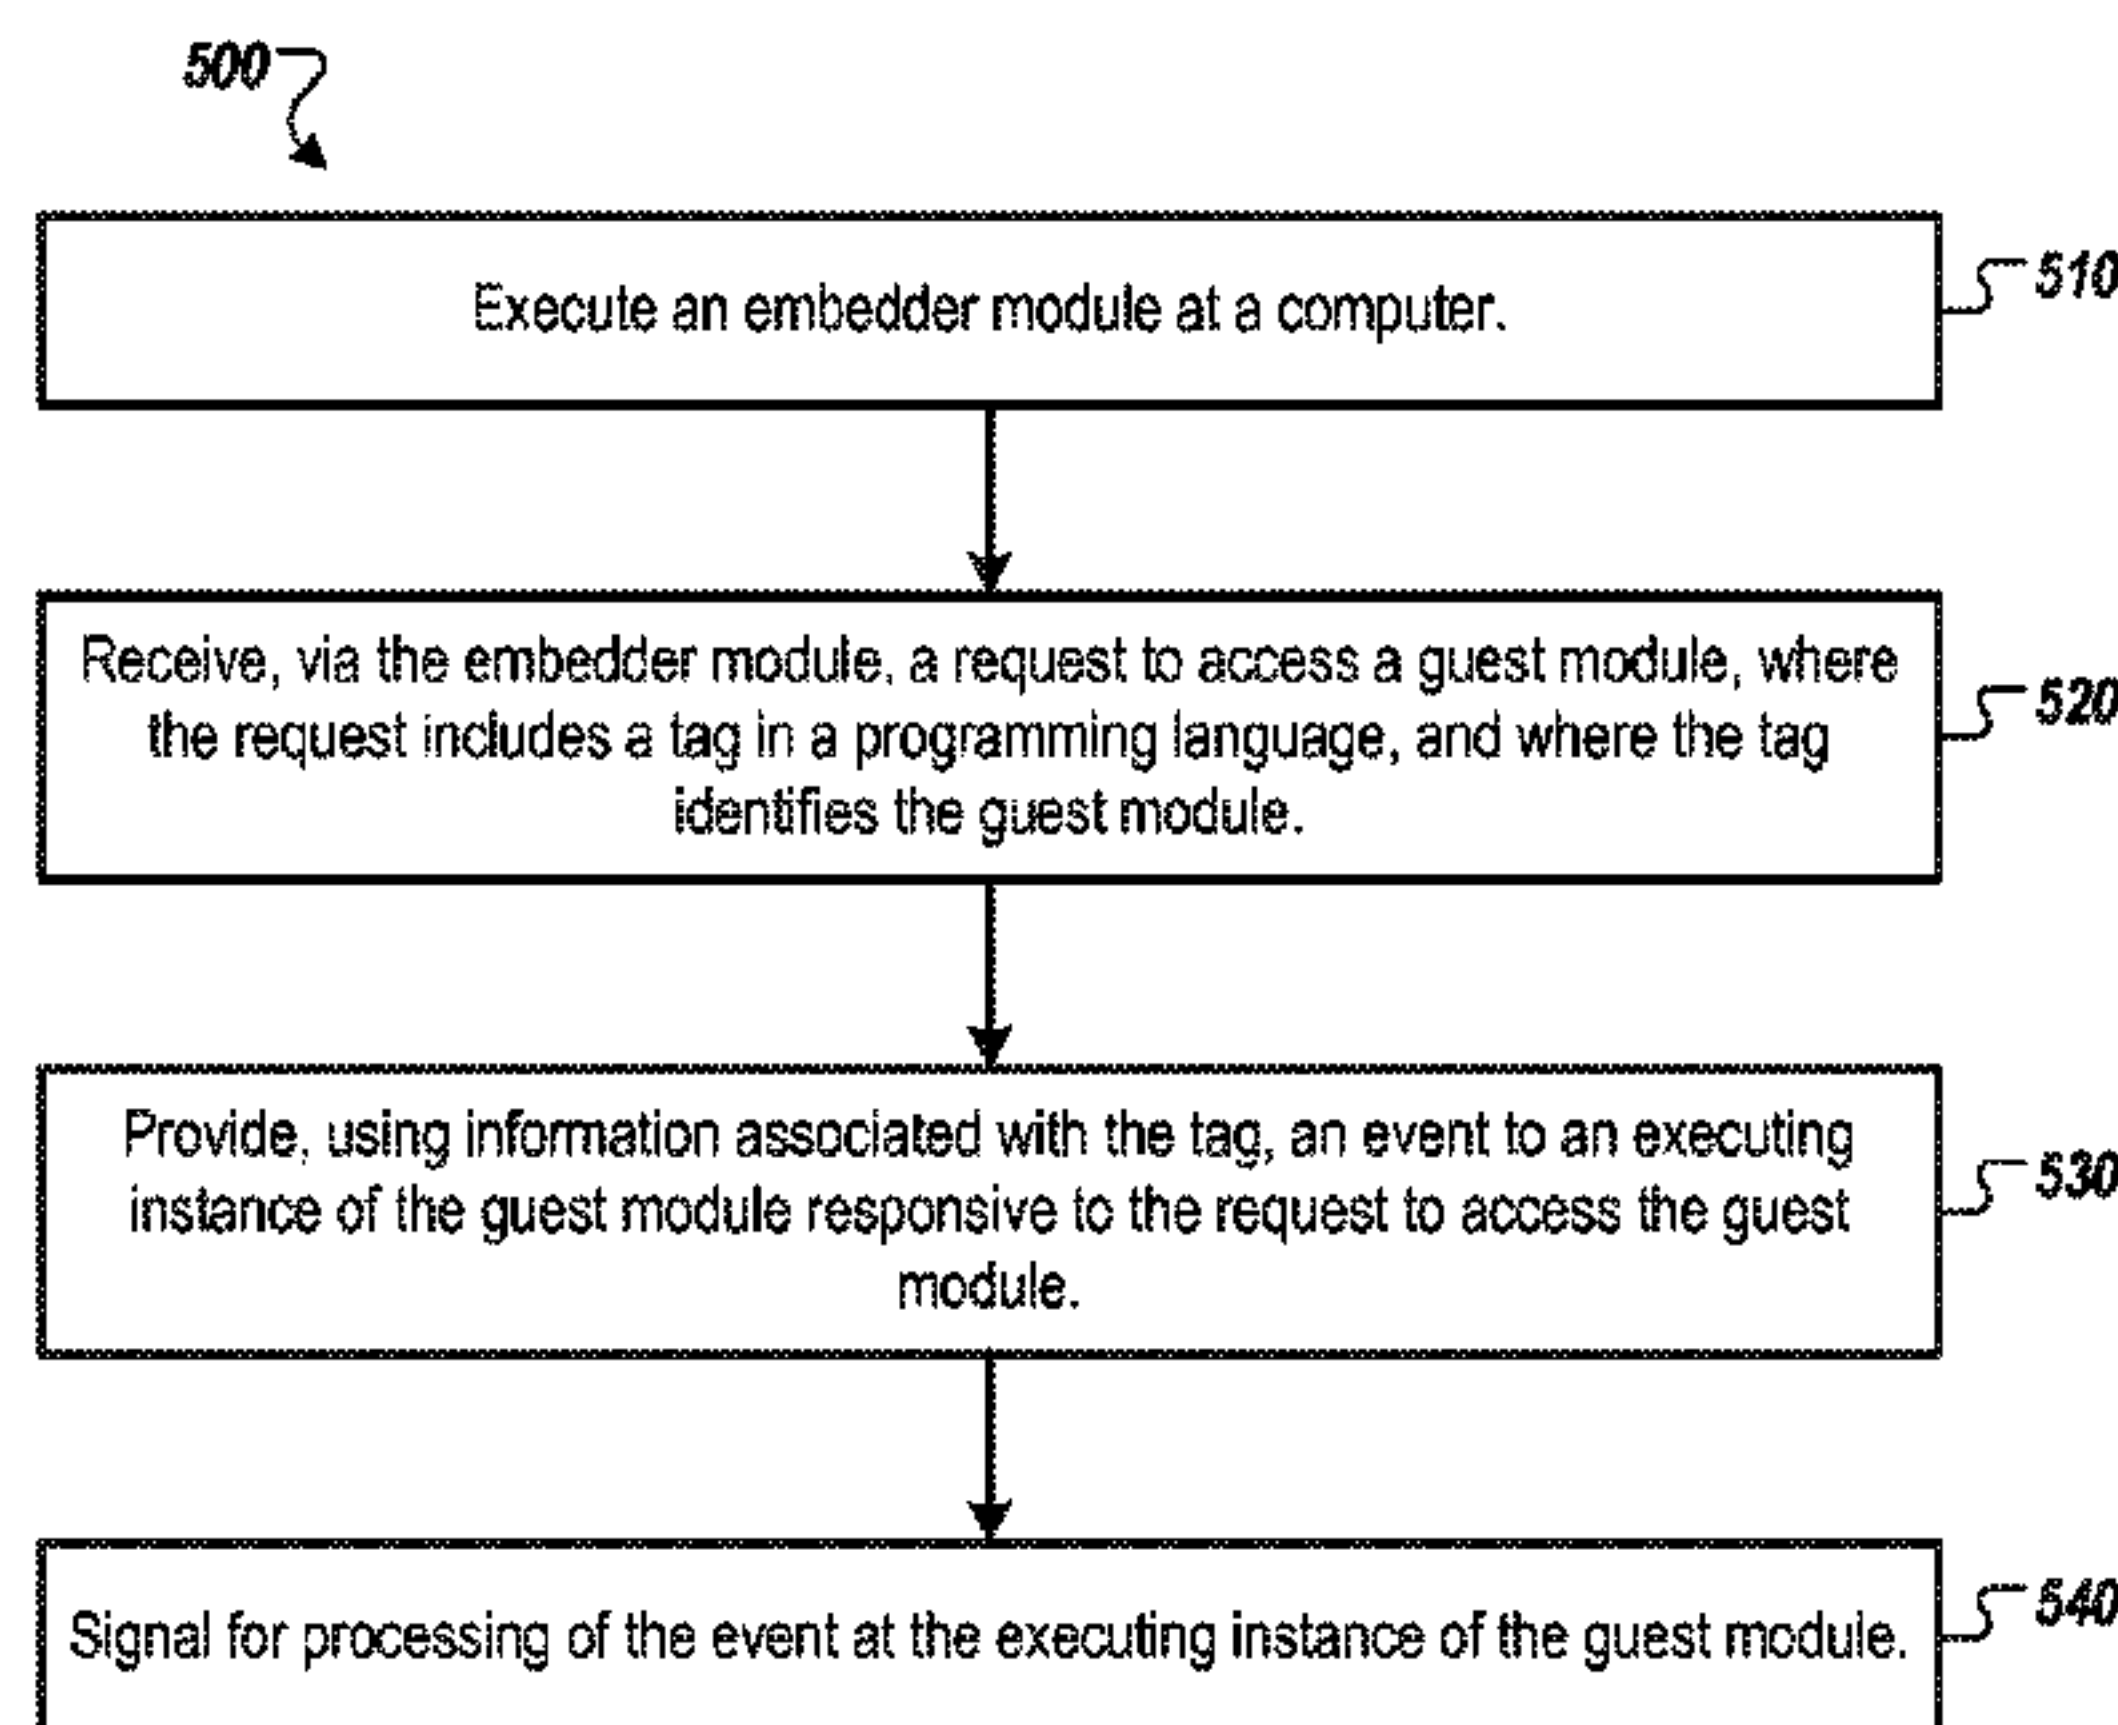 500
Execute an embedder module at a computer.
510
Receive, via the embedder module, a request to access a guest module, where
the request includes a tag in a programming language, and where the tag
identifies the guest module.
520
Provide, using information associated with the tag, an event to an executing
instance of the guest module responsive to the request to access the guest
module.
530
Signal for processing of the event at the executing instance of the guest module.
540